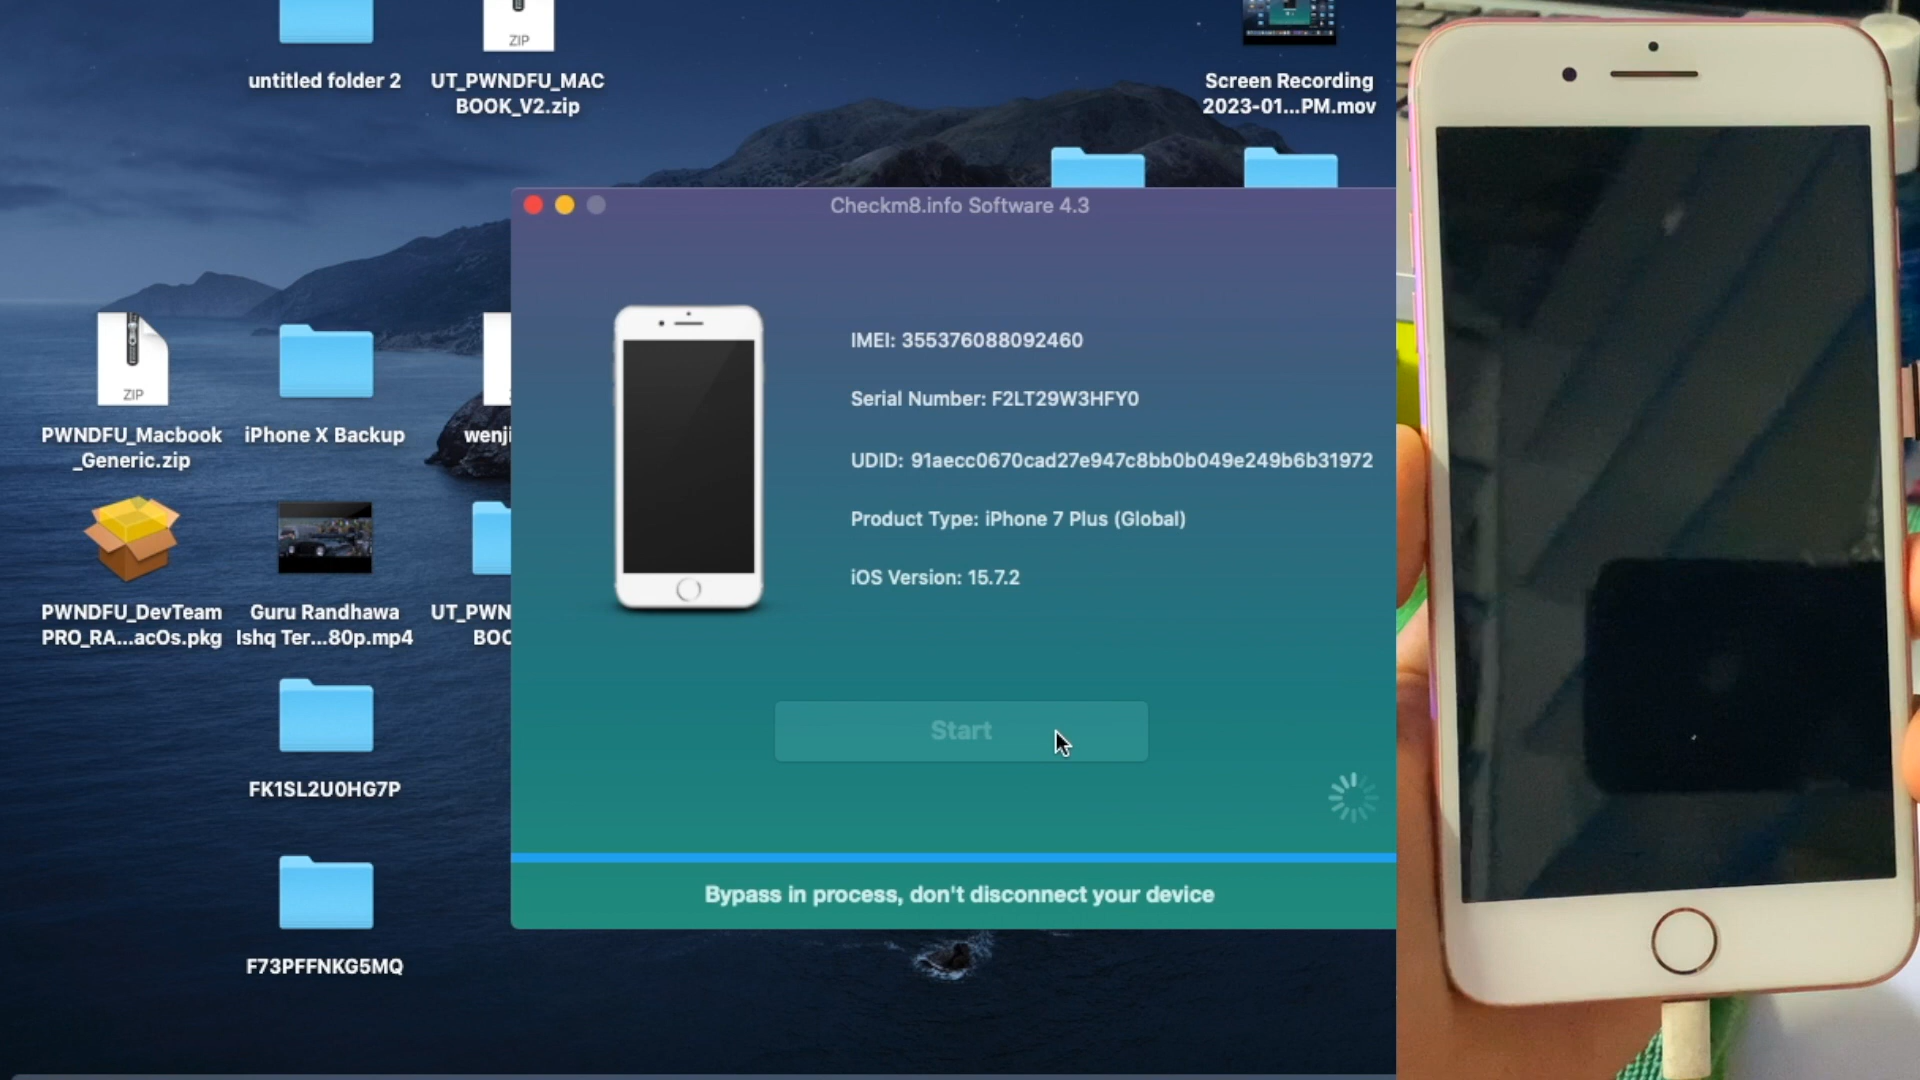 untitled folder 2
ZIP
UT_PWNDFU_MAC
BOOK_V2.zip
Screen Recording
2023-01...PM.mov
Checkm8.info Software 4.3
IMEI: 355376088092460
Serial Number: F2LT29W3HFY0
UDID: 91aecc0670cad27e947c8bb0b049e249b6b31972
Product Type: iPhone 7 Plus (Global)
iOS Version: 15.7.2
Start
Bypass in process, don't disconnect your device
ZIP
PWNDFU_Macbook
_Generic.zip
iPhone X Backup
wenji
PWNDFU_DevTeam
PRO_RA...acOs.pkg
Guru Randhawa
Ishq Ter...80p.mp4
UT_PWN
BOO
FK1SL2U0HG7P
F73PFFNKG5MQ